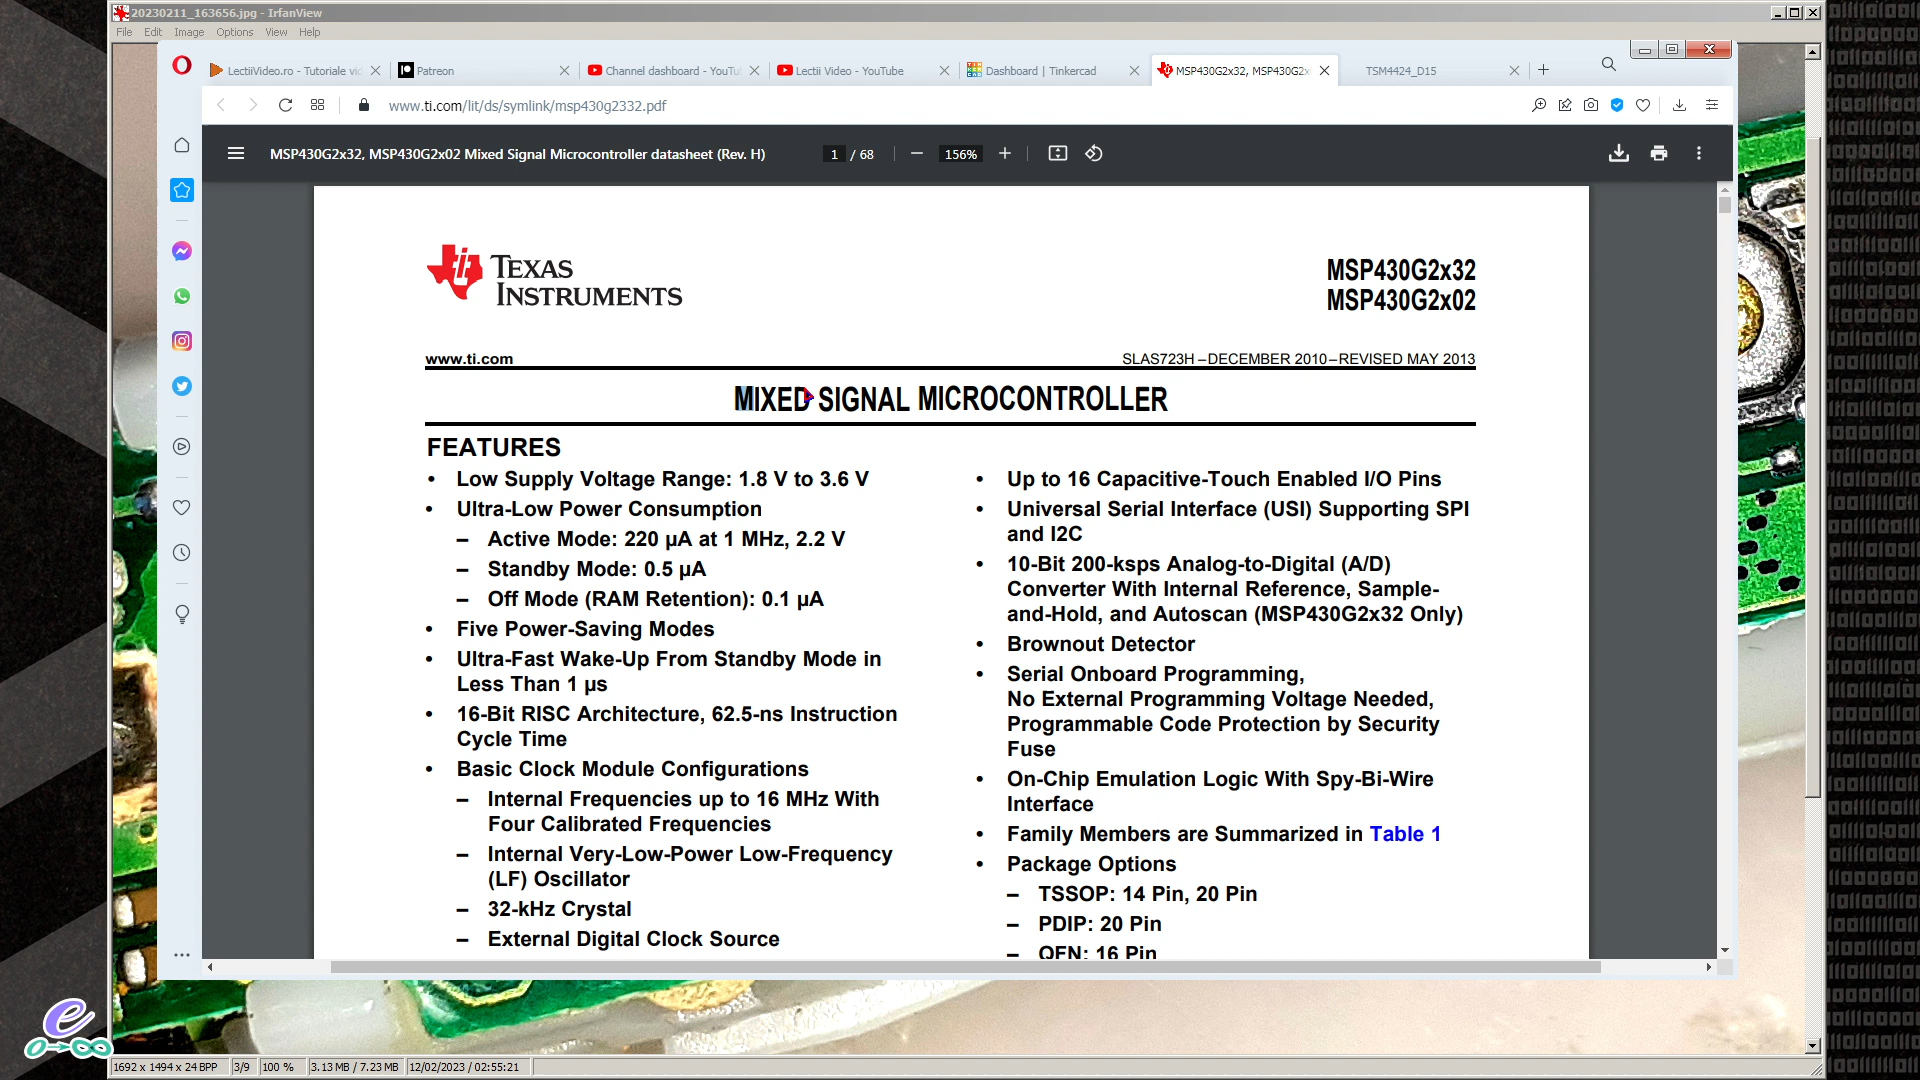 20230211_163656.jpg - IrfanView
File Edit Image Options View Help
LectiiVideo.ro - Tutoriale vid
Patreon
Channel dashboard - YouTu
Lectii Video - YouTube
Dashboard | Tinkercad
MSP430G2x32, MSP430G2x
TSM4424_D15
www.ti.com/lit/ds/symlink/msp430g2332.pdf
MSP430G2x32, MSP430G2x02 Mixed Signal Microcontroller datasheet (Rev. H)
1 / 68
156%
TEXAS
INSTRUMENTS
MSP430G2x32
MSP430G2x02
www.ti.com
SLAS723H –DECEMBER 2010–REVISED MAY 2013
MIXED SIGNAL MICROCONTROLLER
FEATURES
• Low Supply Voltage Range: 1.8 V to 3.6 V
• Ultra-Low Power Consumption
– Active Mode: 220 µA at 1 MHz, 2.2 V
– Standby Mode: 0.5 µA
– Off Mode (RAM Retention): 0.1 µA
• Five Power-Saving Modes
• Ultra-Fast Wake-Up From Standby Mode in
Less Than 1 µs
• 16-Bit RISC Architecture, 62.5-ns Instruction
Cycle Time
• Basic Clock Module Configurations
– Internal Frequencies up to 16 MHz With
Four Calibrated Frequencies
– Internal Very-Low-Power Low-Frequency
(LF) Oscillator
– 32-kHz Crystal
– External Digital Clock Source
• Up to 16 Capacitive-Touch Enabled I/O Pins
• Universal Serial Interface (USI) Supporting SPI
and I2C
• 10-Bit 200-ksps Analog-to-Digital (A/D)
Converter With Internal Reference, Sample-
and-Hold, and Autoscan (MSP430G2x32 Only)
• Brownout Detector
• Serial Onboard Programming,
No External Programming Voltage Needed,
Programmable Code Protection by Security
Fuse
• On-Chip Emulation Logic With Spy-Bi-Wire
Interface
• Family Members are Summarized in Table 1
• Package Options
– TSSOP: 14 Pin, 20 Pin
– PDIP: 20 Pin
– QFN: 16 Pin
1692 x 1494 x 24 BPP 3/9 100 % 3.13 MB / 7.23 MB 12/02/2023 / 02:55:21